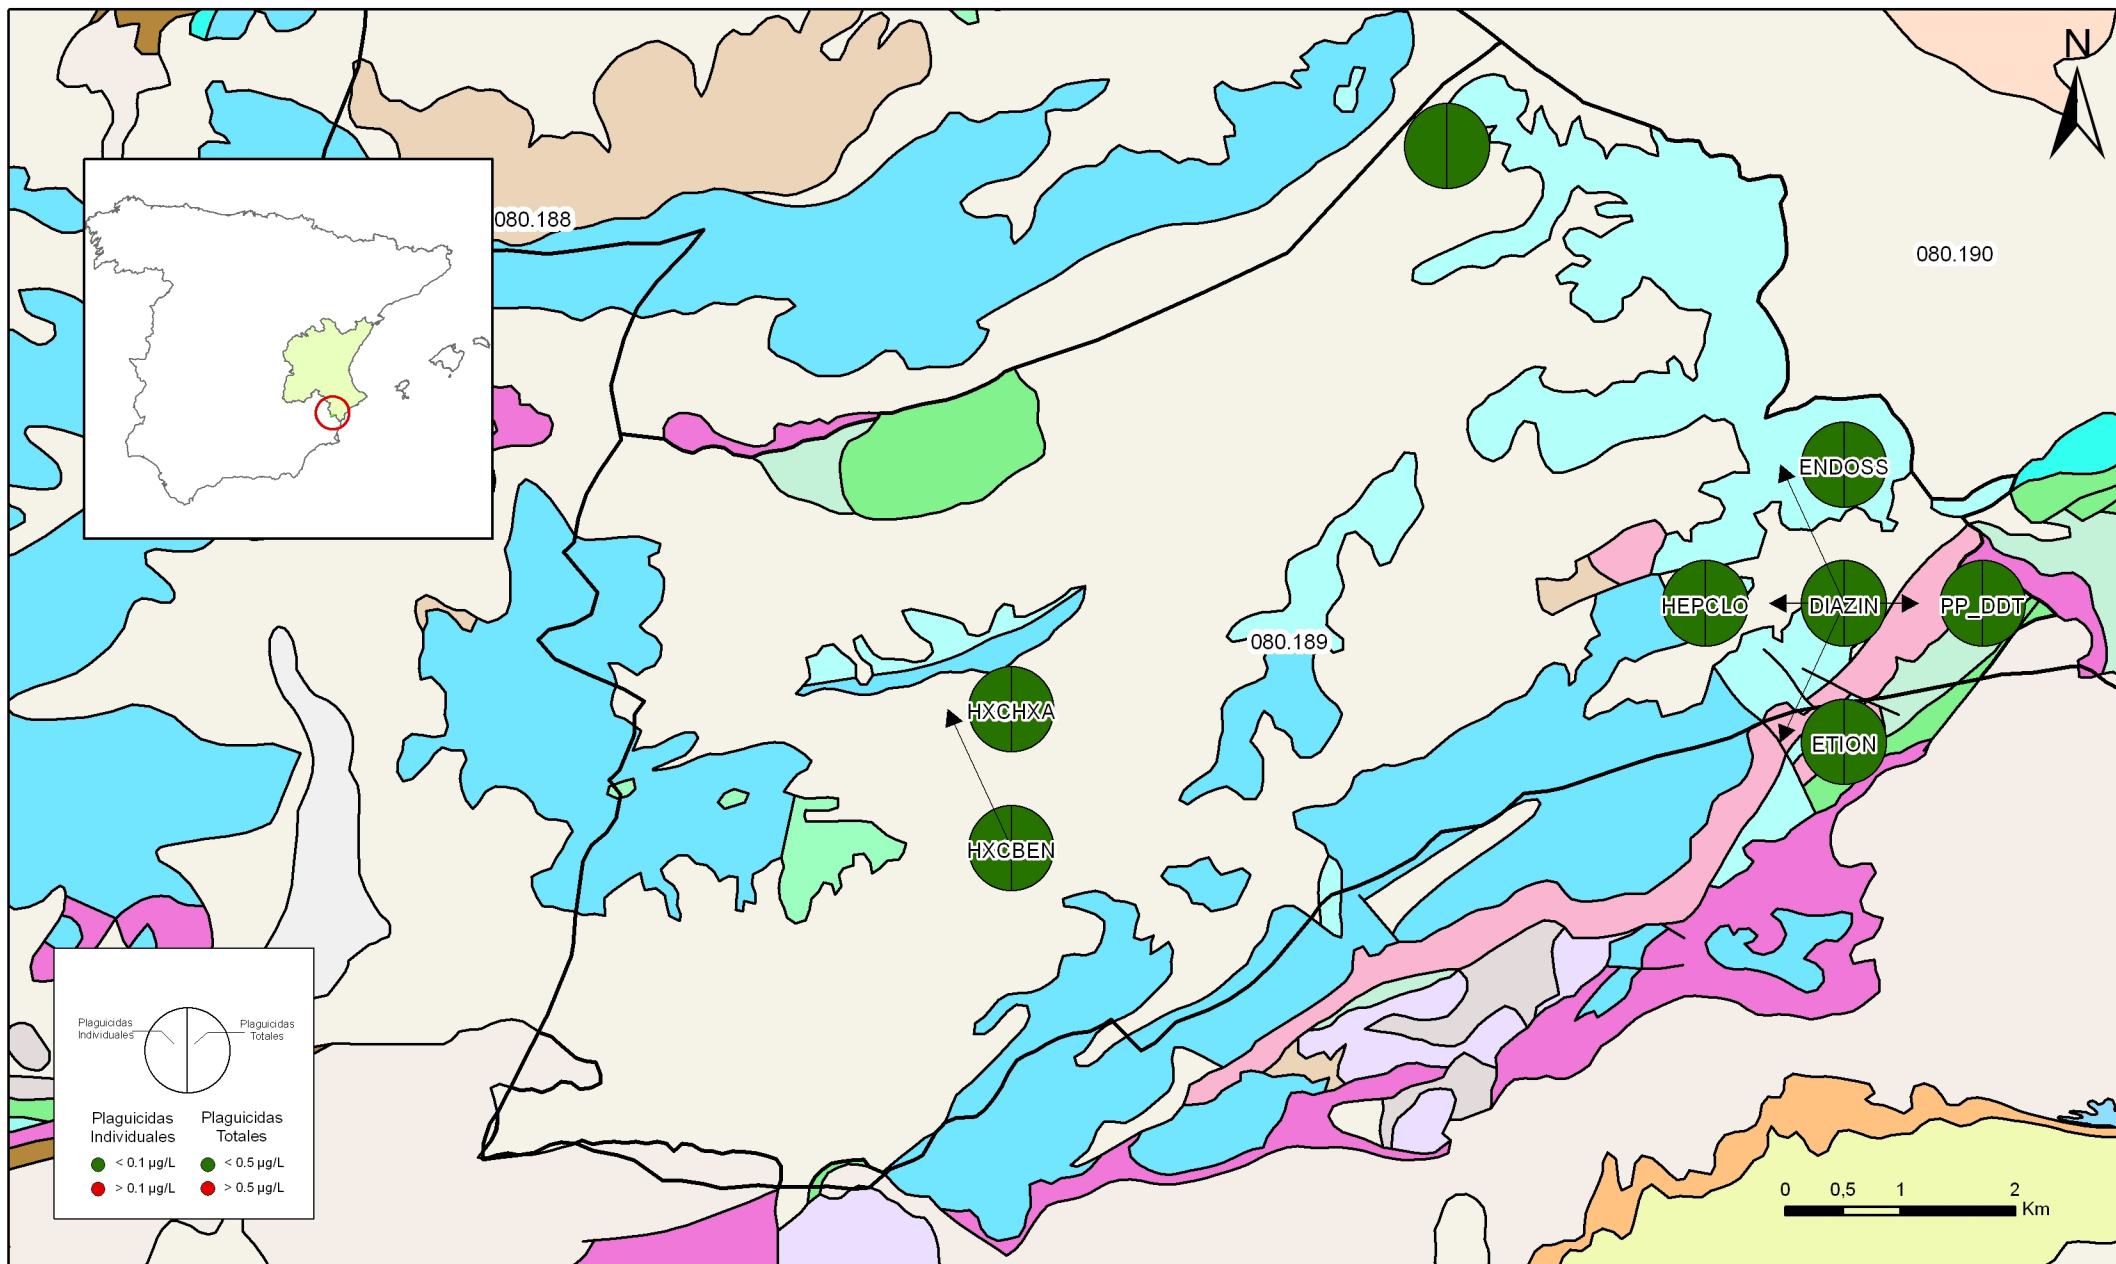 N
080.188
080.190
ENDOSS
HEPCLO
DIAZIN
PP_DDT
080.189
HXCHXA
ETION
HXCBEN
Plaguicidas
Individuales
Plaguicidas
Totales
Plaguicidas
Individuales
Plaguicidas
Totales
< 0.1 µg/L
< 0.5 µg/L
> 0.1 µg/L
> 0.5 µg/L
0 0,5 1 2
Km